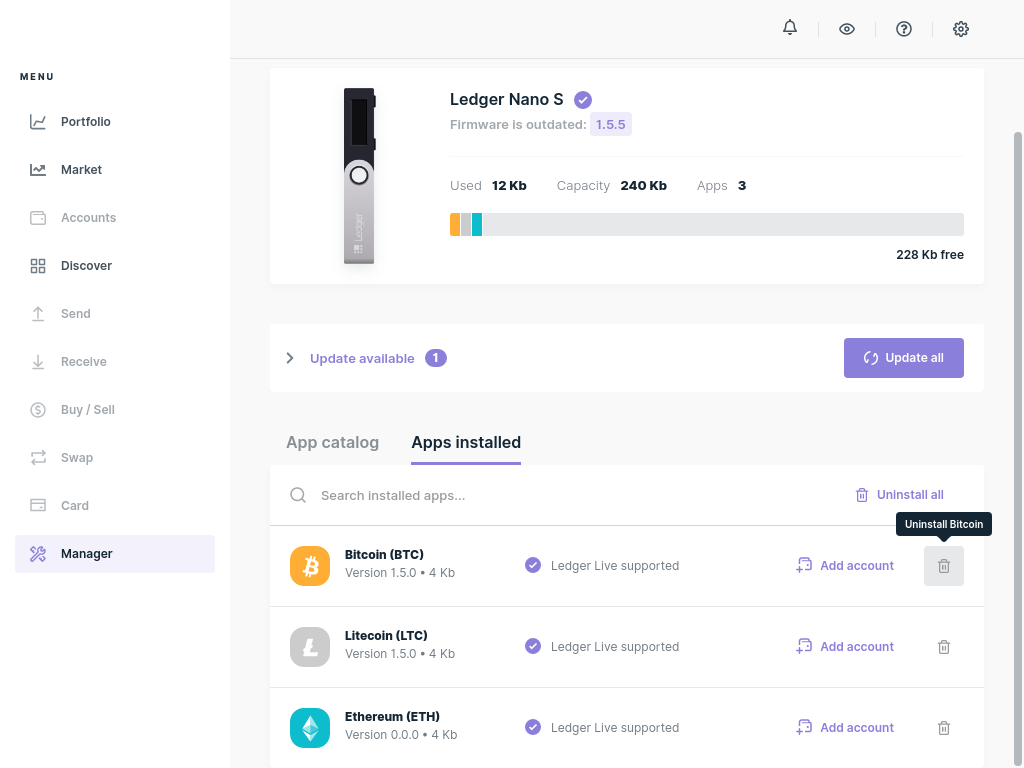 MENU
Portfolio
Market
Accounts
Discover
Send
Receive
Buy / Sell
Swap
Card
Manager
Ledger
Ledger Nano S
Firmware is outdated: 1.5.5
Used 12 Kb Capacity 240 Kb Apps 3
228 Kb free
Update available 1
Update all
App catalog Apps installed
Search installed apps...
Uninstall all
Uninstall Bitcoin
Bitcoin (BTC)
Version 1.5.0 • 4 Kb
Ledger Live supported
Add account
Litecoin (LTC)
Version 1.5.0 • 4 Kb
Ledger Live supported
Add account
Ethereum (ETH)
Version 0.0.0 • 4 Kb
Ledger Live supported
Add account